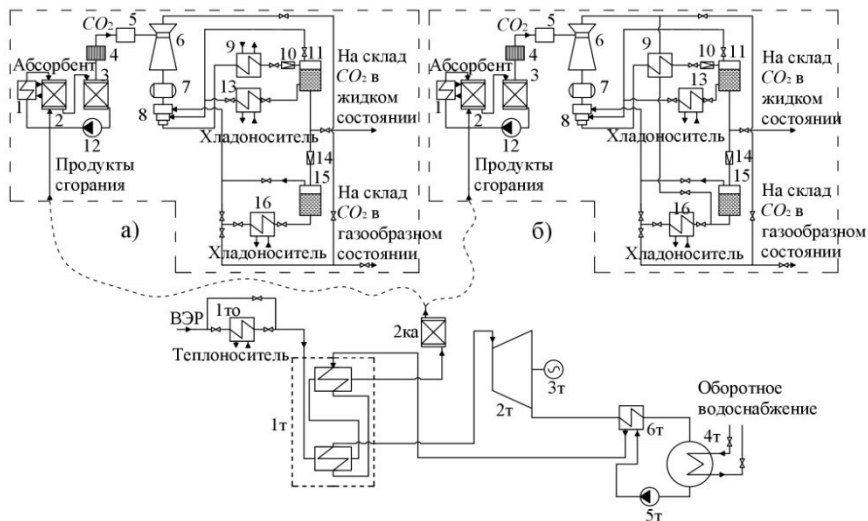 CO₂
5
6
4
Абсорбент
3
1
2
7
8
12
Продукты
сгорания
а)
9
10
11
13
Хладоноситель
14
15
16
Хладоноситель
На склад
CO₂ в
жидком
состоянии
На склад
CO₂ в
газообразном
состоянии
CO₂
5
6
4
Абсорбент
3
1
2
7
8
12
Продукты
сгорания
б)
9
10
11
13
Хладоноситель
14
15
16
Хладоноситель
На склад
CO₂ в
жидком
состоянии
На склад
CO₂ в
газообразном
состоянии
ВЭР
1то
Теплоноситель
2ка
1т
2т
3т
6т
Оборотное
водоснабжение
4т
5т